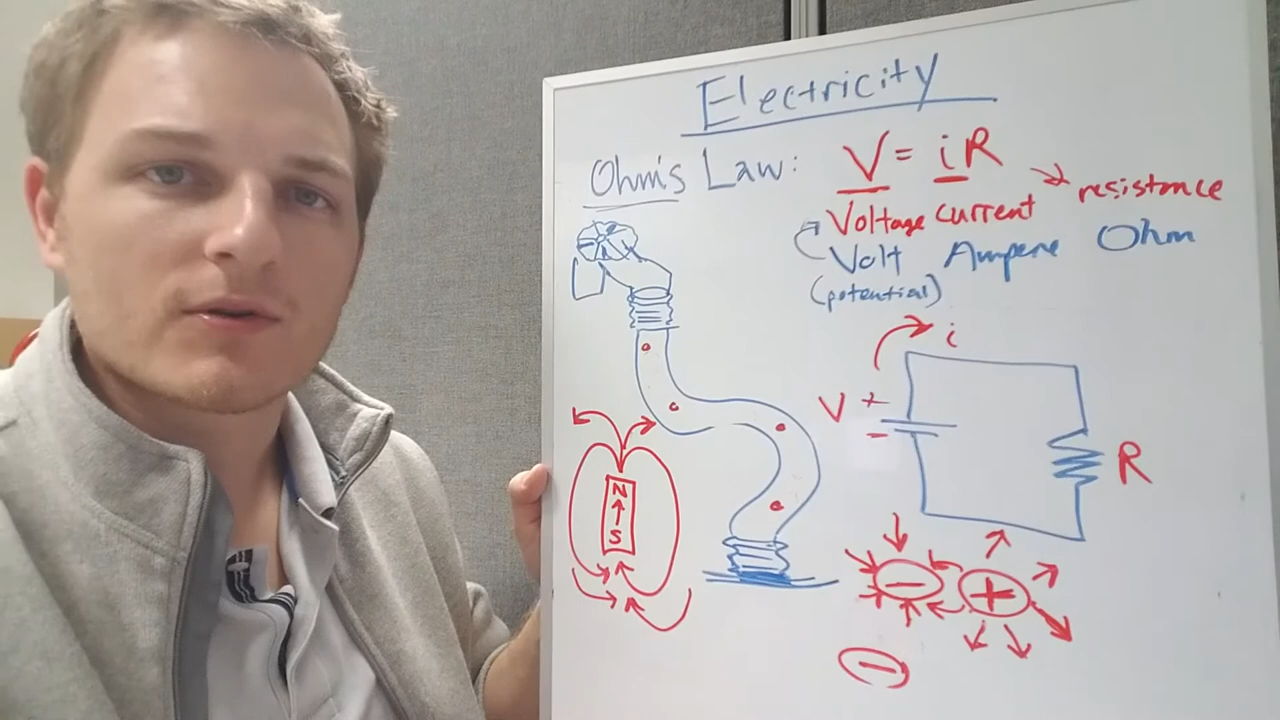 Electricity
Ohm's Law: V = iR
Voltage current resistance
Volt Ampere Ohm
(potential)
i
V + −
R
N
S
− +
−